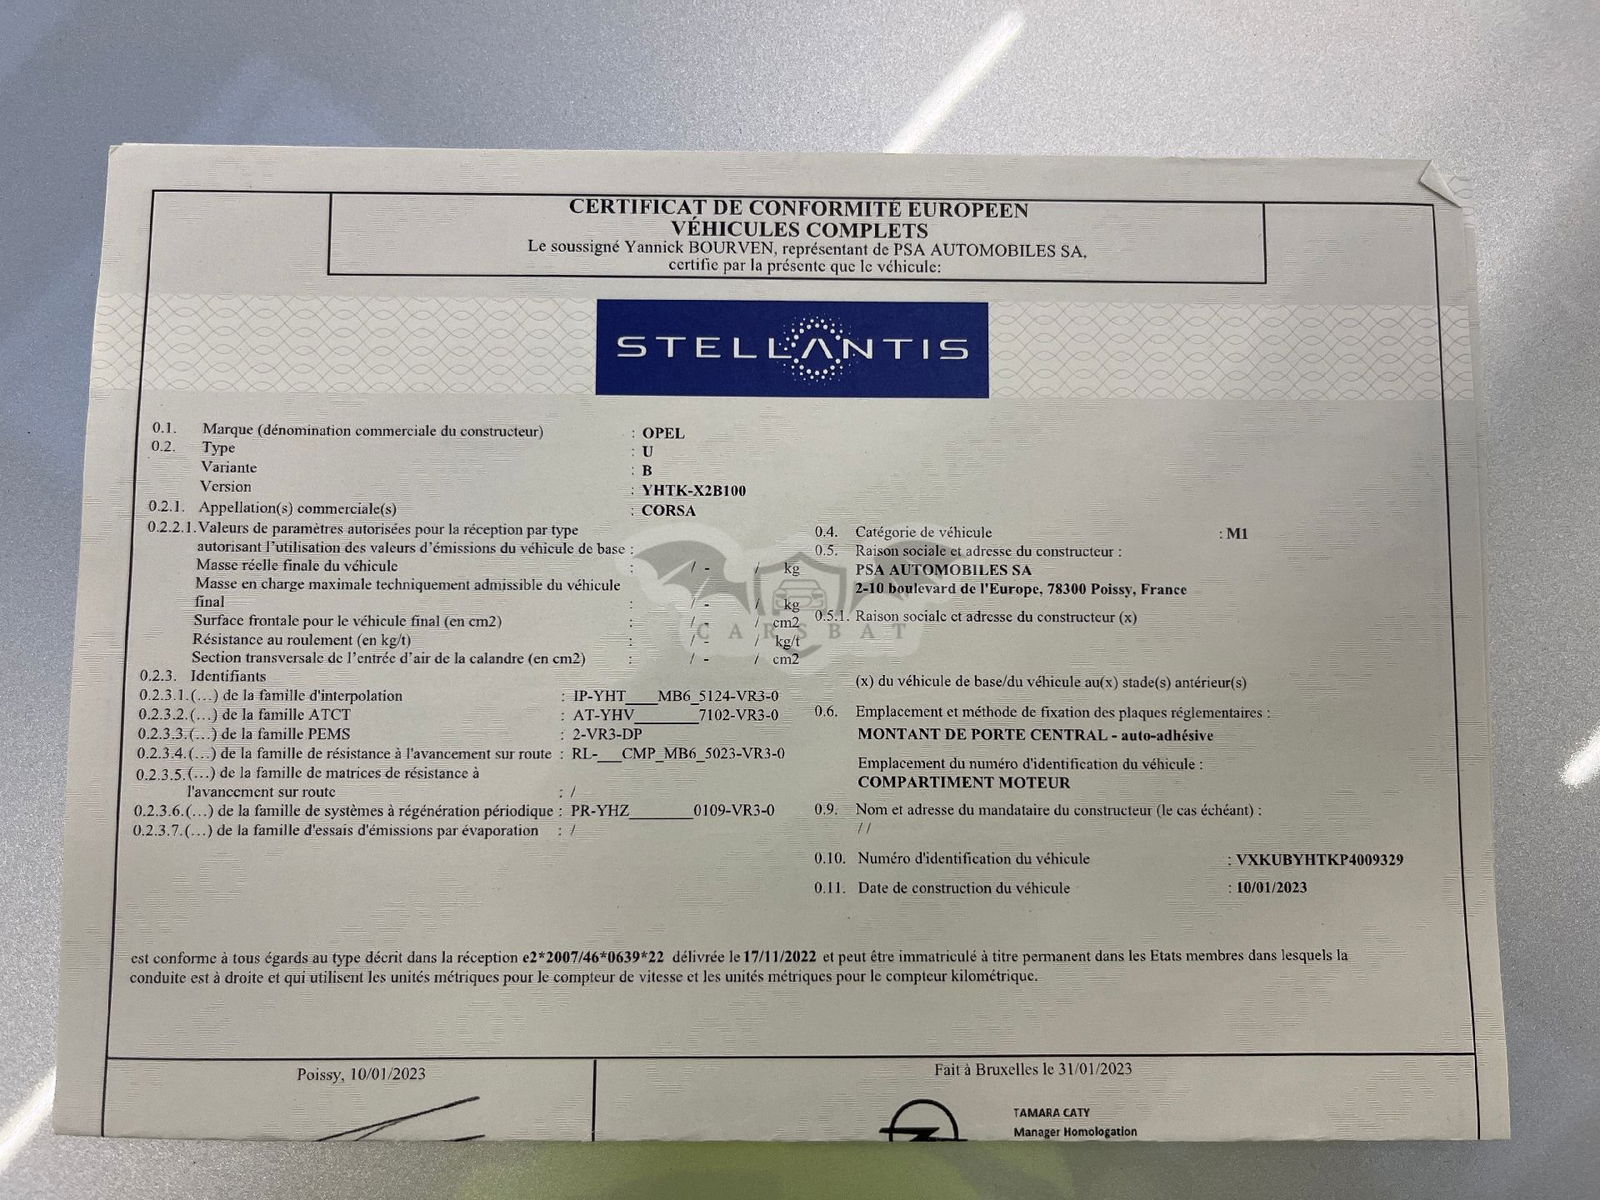 CERTIFICAT DE CONFORMITÉ EUROPEEN
VÉHICULES COMPLETS
Le soussigné Yannick BOURVEN, représentant de PSA AUTOMOBILES SA,
certifie par la présente que le véhicule:
STELLANTIS
0.1. Marque (dénomination commerciale du constructeur) : OPEL
0.2. Type : U
Variante : B
Version : YHTK-X2B100
0.2.1. Appellation(s) commerciale(s) : CORSA
0.2.2.1. Valeurs de paramètres autorisées pour la réception par type
autorisant l'utilisation des valeurs d'émissions du véhicule de base :
Masse réelle finale du véhicule : / - / kg
Masse en charge maximale techniquement admissible du véhicule
final : / - / kg
Surface frontale pour le véhicule final (en cm2) : / - / cm2
Résistance au roulement (en kg/t) : / - / kg/t
Section transversale de l'entrée d'air de la calandre (en cm2) : / - / cm2
0.2.3. Identifiants
0.2.3.1.(...) de la famille d'interpolation : IP-YHT____MB6_5124-VR3-0
0.2.3.2.(...) de la famille ATCT : AT-YHV________7102-VR3-0
0.2.3.3.(...) de la famille PEMS : 2-VR3-DP
0.2.3.4.(...) de la famille de résistance à l'avancement sur route : RL-___CMP_MB6_5023-VR3-0
0.2.3.5.(...) de la famille de matrices de résistance à
l'avancement sur route : /
0.2.3.6.(...) de la famille de systèmes à régénération périodique : PR-YHZ________0109-VR3-0
0.2.3.7.(...) de la famille d'essais d'émissions par évaporation : /
0.4. Catégorie de véhicule : M1
0.5. Raison sociale et adresse du constructeur :
PSA AUTOMOBILES SA
2-10 boulevard de l'Europe, 78300 Poissy, France
0.5.1. Raison sociale et adresse du constructeur (x)
(x) du véhicule de base/du véhicule au(x) stade(s) antérieur(s)
0.6. Emplacement et méthode de fixation des plaques réglementaires :
MONTANT DE PORTE CENTRAL - auto-adhésive
Emplacement du numéro d'identification du véhicule :
COMPARTIMENT MOTEUR
0.9. Nom et adresse du mandataire du constructeur (le cas échéant) :
/ /
0.10. Numéro d'identification du véhicule : VXKUBYHTKP4009329
0.11. Date de construction du véhicule : 10/01/2023
CARSBAT
est conforme à tous égards au type décrit dans la réception e2*2007/46*0639*22 délivrée le 17/11/2022 et peut être immatriculé à titre permanent dans les Etats membres dans lesquels la
conduite est à droite et qui utilisent les unités métriques pour le compteur de vitesse et les unités métriques pour le compteur kilométrique.
Poissy, 10/01/2023
Fait à Bruxelles le 31/01/2023
TAMARA CATY
Manager Homologation